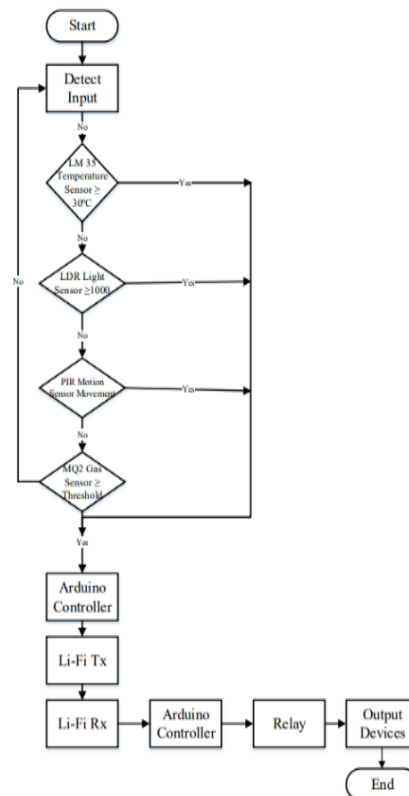 Start
Detect
Input
No
LM 35
Temperature
Sensor ≥
30°C
Yes
No
LDR Light
Sensor ≥1000
Yes
No
No
PIR Motion
Sensor Movement
Yes
No
MQ2 Gas
Sensor ≥
Threshold
Yes
Arduino
Controller
Li-Fi Tx
Li-Fi Rx
Arduino
Controller
Relay
Output
Devices
End